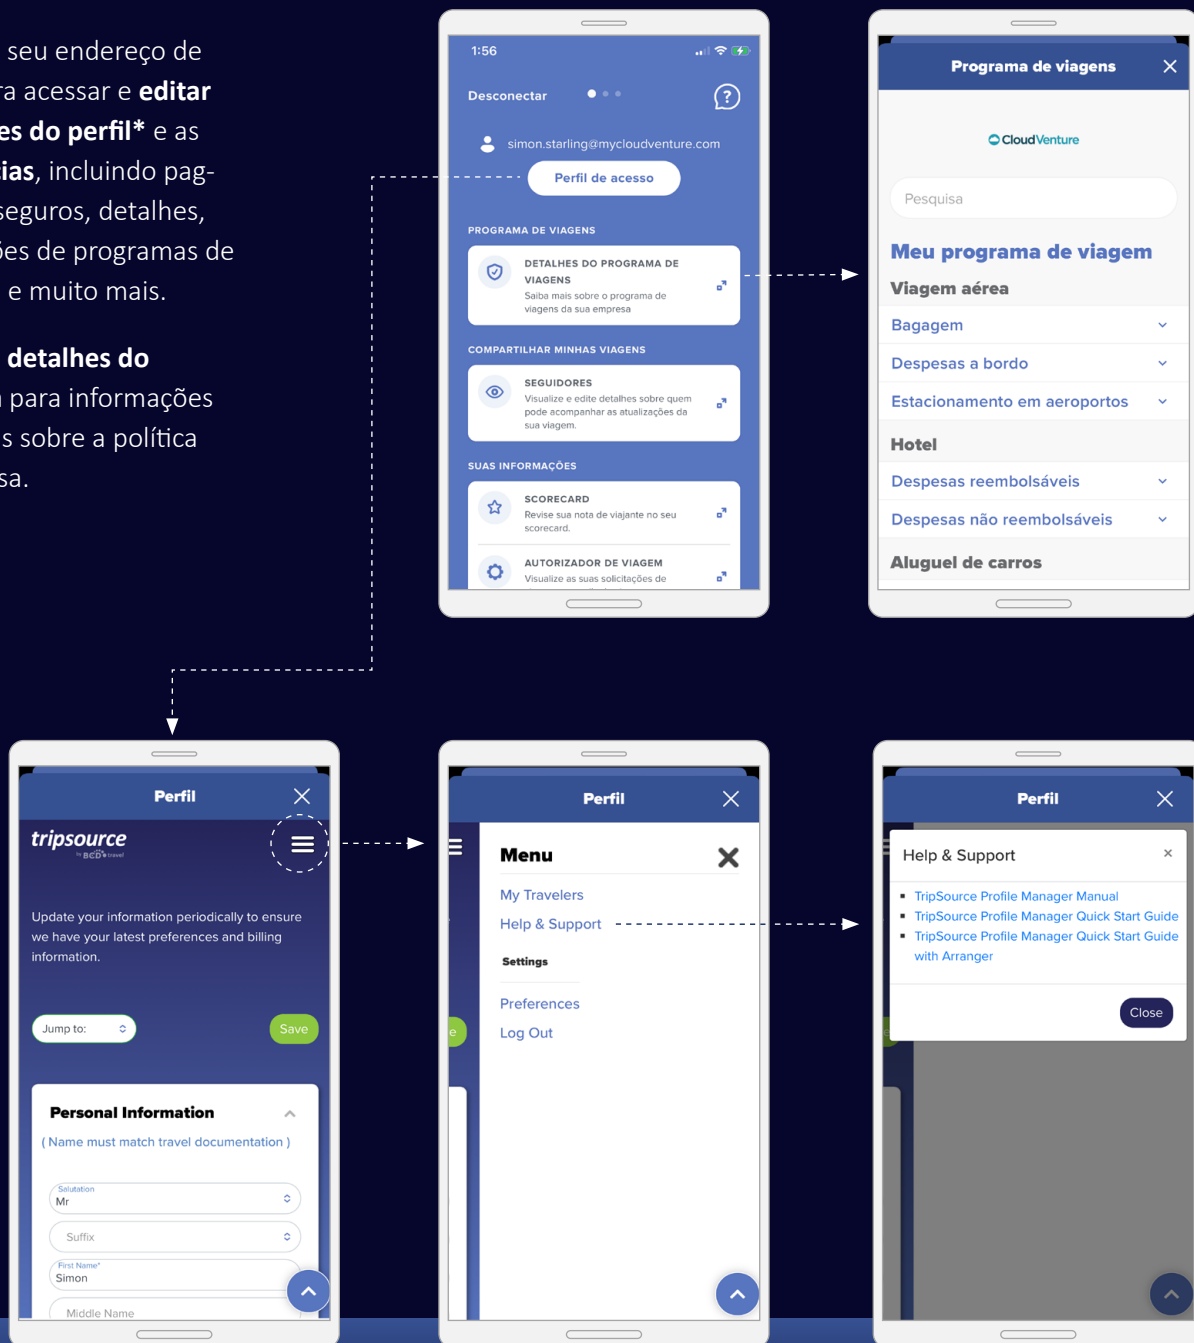 seu endereço de
ra acessar e editar
es do perfil* e as
cias, incluindo pag-
seguros, detalhes,
ões de programas de
e muito mais.
detalhes do
para informações
s sobre a política
sa.
1:56
Desconectar
?
simon.starling@mycloudventure.com
Perfil de acesso
PROGRAMA DE VIAGENS
DETALHES DO PROGRAMA DE
VIAGENS
Saiba mais sobre o programa de
viagens da sua empresa
COMPARTILHAR MINHAS VIAGENS
SEGUIDORES
Visualize e edite detalhes sobre quem
pode acompanhar as atualizações da
sua viagem.
SUAS INFORMAÇÕES
SCORECARD
Revise sua nota de viajante no seu
scorecard.
AUTORIZADOR DE VIAGEM
Visualize as suas solicitações de
Programa de viagens
CloudVenture
Pesquisa
Meu programa de viagem
Viagem aérea
Bagagem
Despesas a bordo
Estacionamento em aeroportos
Hotel
Despesas reembolsáveis
Despesas não reembolsáveis
Aluguel de carros
Perfil
tripsource
by BCD travel
Update your information periodically to ensure
we have your latest preferences and billing
information.
Jump to:
Save
Personal Information
( Name must match travel documentation )
Salutation
Mr
Suffix
First Name*
Simon
Middle Name
Perfil
Menu
My Travelers
Help & Support
Settings
Preferences
Log Out
e
Perfil
Help & Support
×
▪ TripSource Profile Manager Manual
▪ TripSource Profile Manager Quick Start Guide
▪ TripSource Profile Manager Quick Start Guide
with Arranger
Close